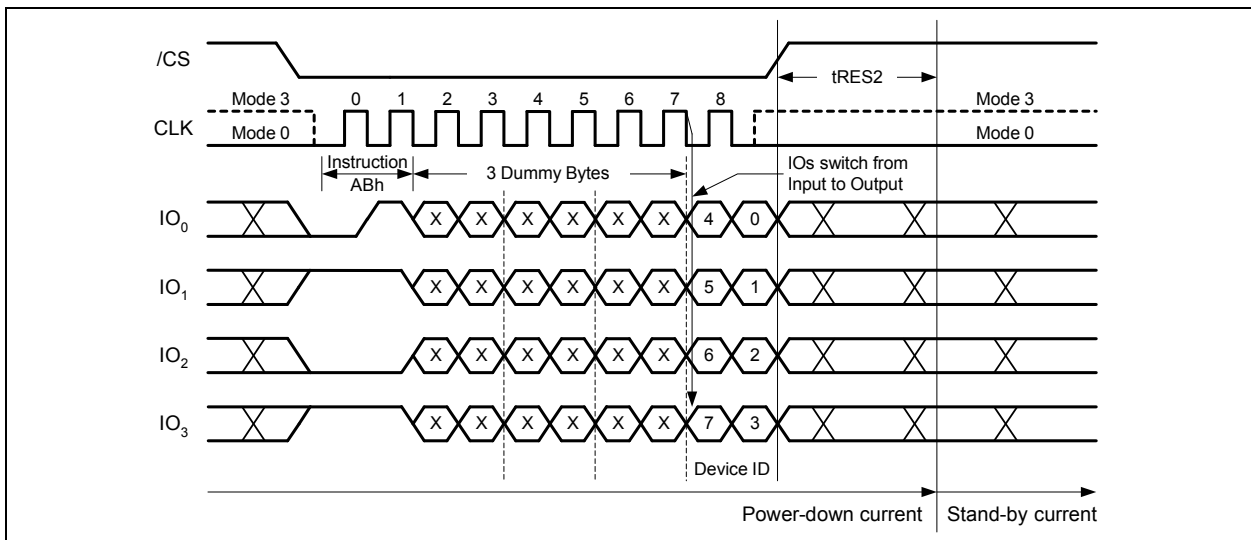 /CS
tRES2
Mode 3 0 1 2 3 4 5 6 7 8 Mode 3
CLK
Mode 0 Mode 0
Instruction
ABh
3 Dummy Bytes
IOs switch from
Input to Output
IO0 X X X X X X 4 0
IO1 X X X X X X 5 1
IO2 X X X X X X 6 2
IO3 X X X X X X 7 3
Device ID
Power-down current Stand-by current